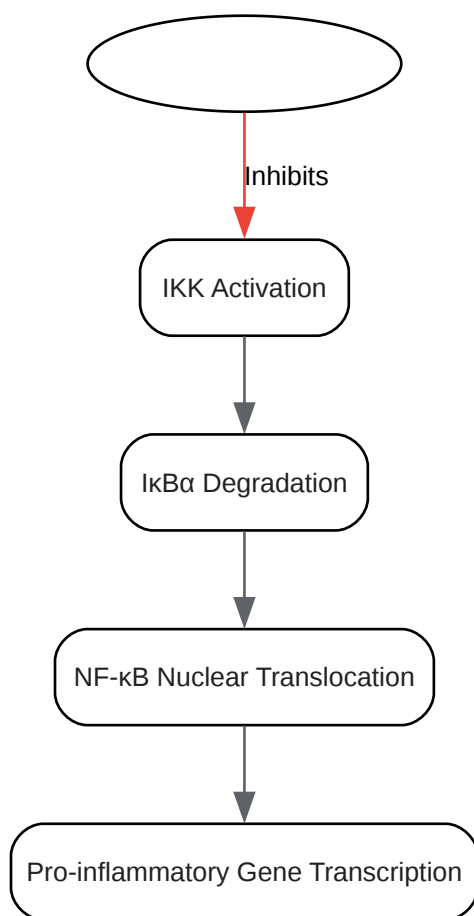 Inhibits
IKK Activation
IκBα Degradation
NF-κB Nuclear Translocation
Pro-inflammatory Gene Transcription